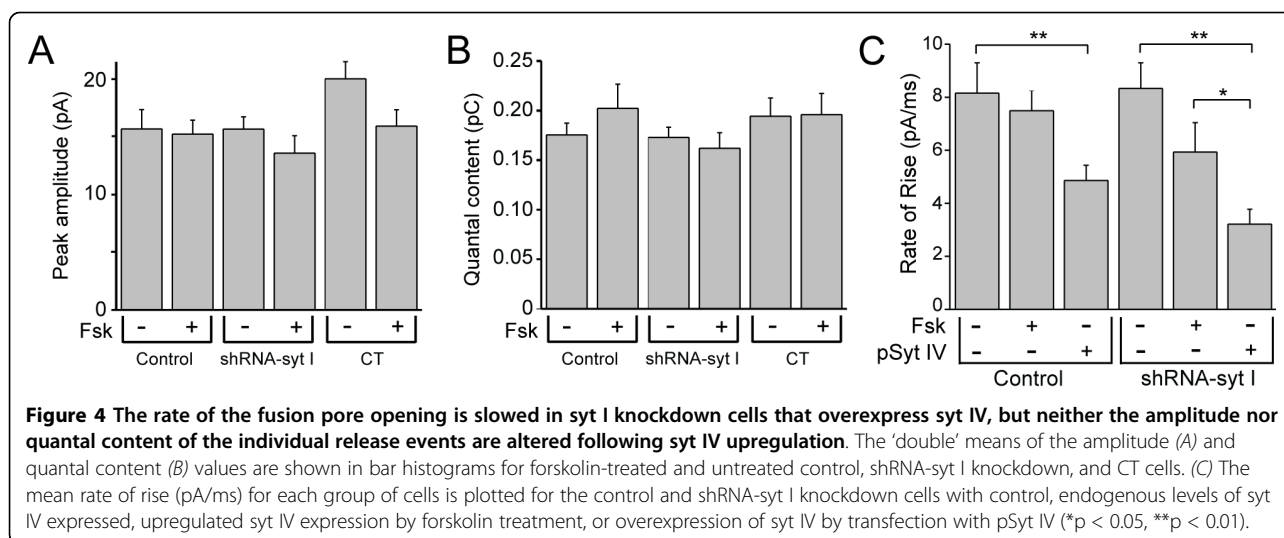 A
Peak amplitude (pA)
20
10
0
Fsk - + - + - +
Control shRNA-syt I CT
B
Quantal content (pC)
0.25
0.20
0.15
0.10
0.05
0.0
Fsk - + - + - +
Control shRNA-syt I CT
C
Rate of Rise (pA/ms)
10
8
6
4
2
0
** **
*
Fsk - + - - + -
pSyt IV - - + - - +
Control shRNA-syt I
Figure 4 The rate of the fusion pore opening is slowed in syt I knockdown cells that overexpress syt IV, but neither the amplitude nor
quantal content of the individual release events are altered following syt IV upregulation. The ‘double’ means of the amplitude (A) and
quantal content (B) values are shown in bar histograms for forskolin-treated and untreated control, shRNA-syt I knockdown, and CT cells. (C) The
mean rate of rise (pA/ms) for each group of cells is plotted for the control and shRNA-syt I knockdown cells with control, endogenous levels of syt
IV expressed, upregulated syt IV expression by forskolin treatment, or overexpression of syt IV by transfection with pSyt IV (*p < 0.05, **p < 0.01).